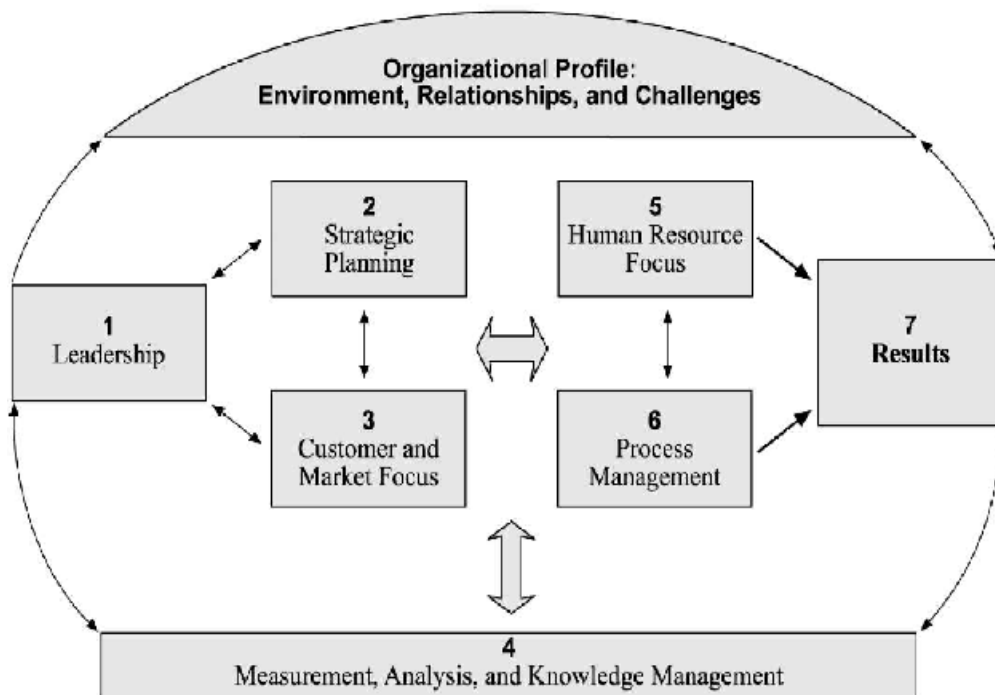 Organizational Profile:
Environment, Relationships, and Challenges
2
Strategic
Planning
5
Human Resource
Focus
1
Leadership
7
Results
3
Customer and
Market Focus
6
Process
Management
4
Measurement, Analysis, and Knowledge Management